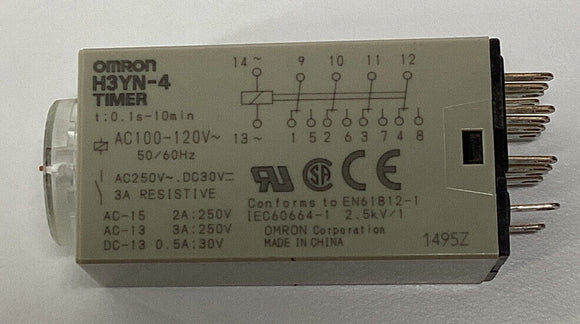 OMRON
H3YN-4
TIMER
t:0.1s-10min
AC100-120V~
50/60Hz
AC250V~.DC30V⎓
3A RESISTIVE
AC-15 2A:250V
AC-13 3A:250V
DC-13 0.5A:30V
14~ 9 10 11 12
13~ 1 5 2 6 3 7 4 8
RU SA CE
Conforms to EN61812-1
IEC60664-1 2.5kV/1
OMRON Corporation
MADE IN CHINA
1495Z